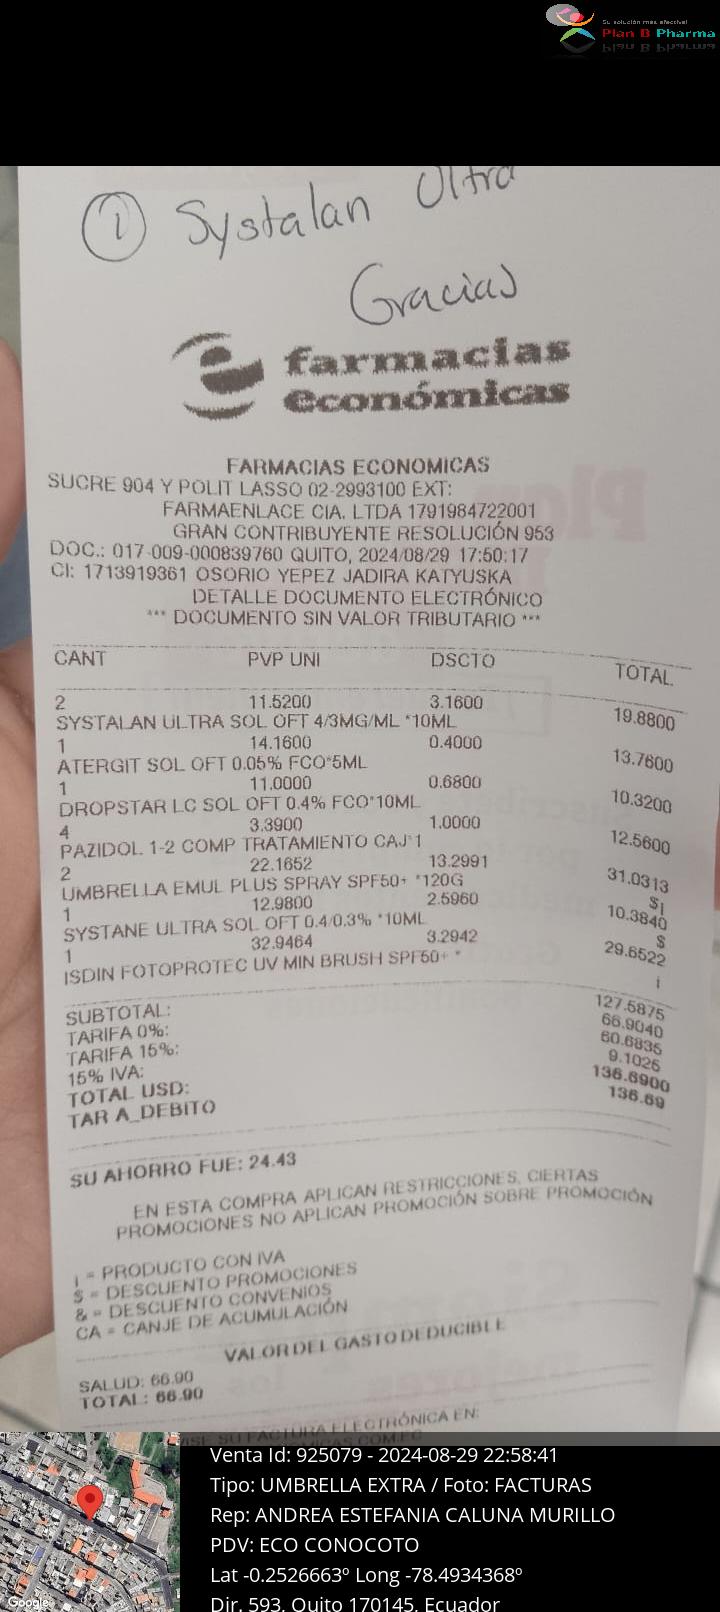 Su solución más efectiva!
Plan B Pharma
① Systalan Ultra
Gracias
farmacias
económicas
FARMACIAS ECONOMICAS
SUCRE 904 Y POLIT LASSO 02-2993100 EXT:
FARMAENLACE CIA. LTDA 1791984722001
GRAN CONTRIBUYENTE RESOLUCIÓN 953
DOC.: 017-009-000839760 QUITO, 2024/08/29 17:50:17
CI: 1713919361 OSORIO YEPEZ JADIRA KATYUSKA
DETALLE DOCUMENTO ELECTRÓNICO
*** DOCUMENTO SIN VALOR TRIBUTARIO ***
CANT PVP UNI DSCTO TOTAL
2 11.5200 3.1600 19.8800
SYSTALAN ULTRA SOL OFT 4/3MG/ML *10ML
1 14.1600 0.4000 13.7600
ATERGIT SOL OFT 0.05% FCO*5ML
1 11.0000 0.6800 10.3200
DROPSTAR LC SOL OFT 0.4% FCO*10ML
4 3.3900 1.0000 12.5600
PAZIDOL 1-2 COMP TRATAMIENTO CAJ*1
2 22.1652 13.2991 31.0313
UMBRELLA EMUL PLUS SPRAY SPF50+ *120G $i
1 12.9800 2.5960 10.3840
SYSTANE ULTRA SOL OFT 0.4/0.3% *10ML $
1 32.9464 3.2942 29.6522
ISDIN FOTOPROTEC UV MIN BRUSH SPF50+ * i
SUBTOTAL: 127.5875
TARIFA 0%: 66.9040
TARIFA 15%: 60.6835
15% IVA: 9.1025
TOTAL USD: 136.6900
TAR A_DEBITO 136.69
SU AHORRO FUE: 24.43
EN ESTA COMPRA APLICAN RESTRICCIONES, CIERTAS
PROMOCIONES NO APLICAN PROMOCIÓN SOBRE PROMOCIÓN
i = PRODUCTO CON IVA
$ = DESCUENTO PROMOCIONES
& = DESCUENTO CONVENIOS
CA = CANJE DE ACUMULACIÓN
VALOR DEL GASTO DEDUCIBLE
SALUD: 66.90
TOTAL: 66.90
SU FACTURA ELECTRÓNICA EN:
Venta Id: 925079 - 2024-08-29 22:58:41
Tipo: UMBRELLA EXTRA / Foto: FACTURAS
Rep: ANDREA ESTEFANIA CALUNA MURILLO
PDV: ECO CONOCOTO
Lat -0.2526663º Long -78.4934368º
Dir. 593, Quito 170145, Ecuador
Google